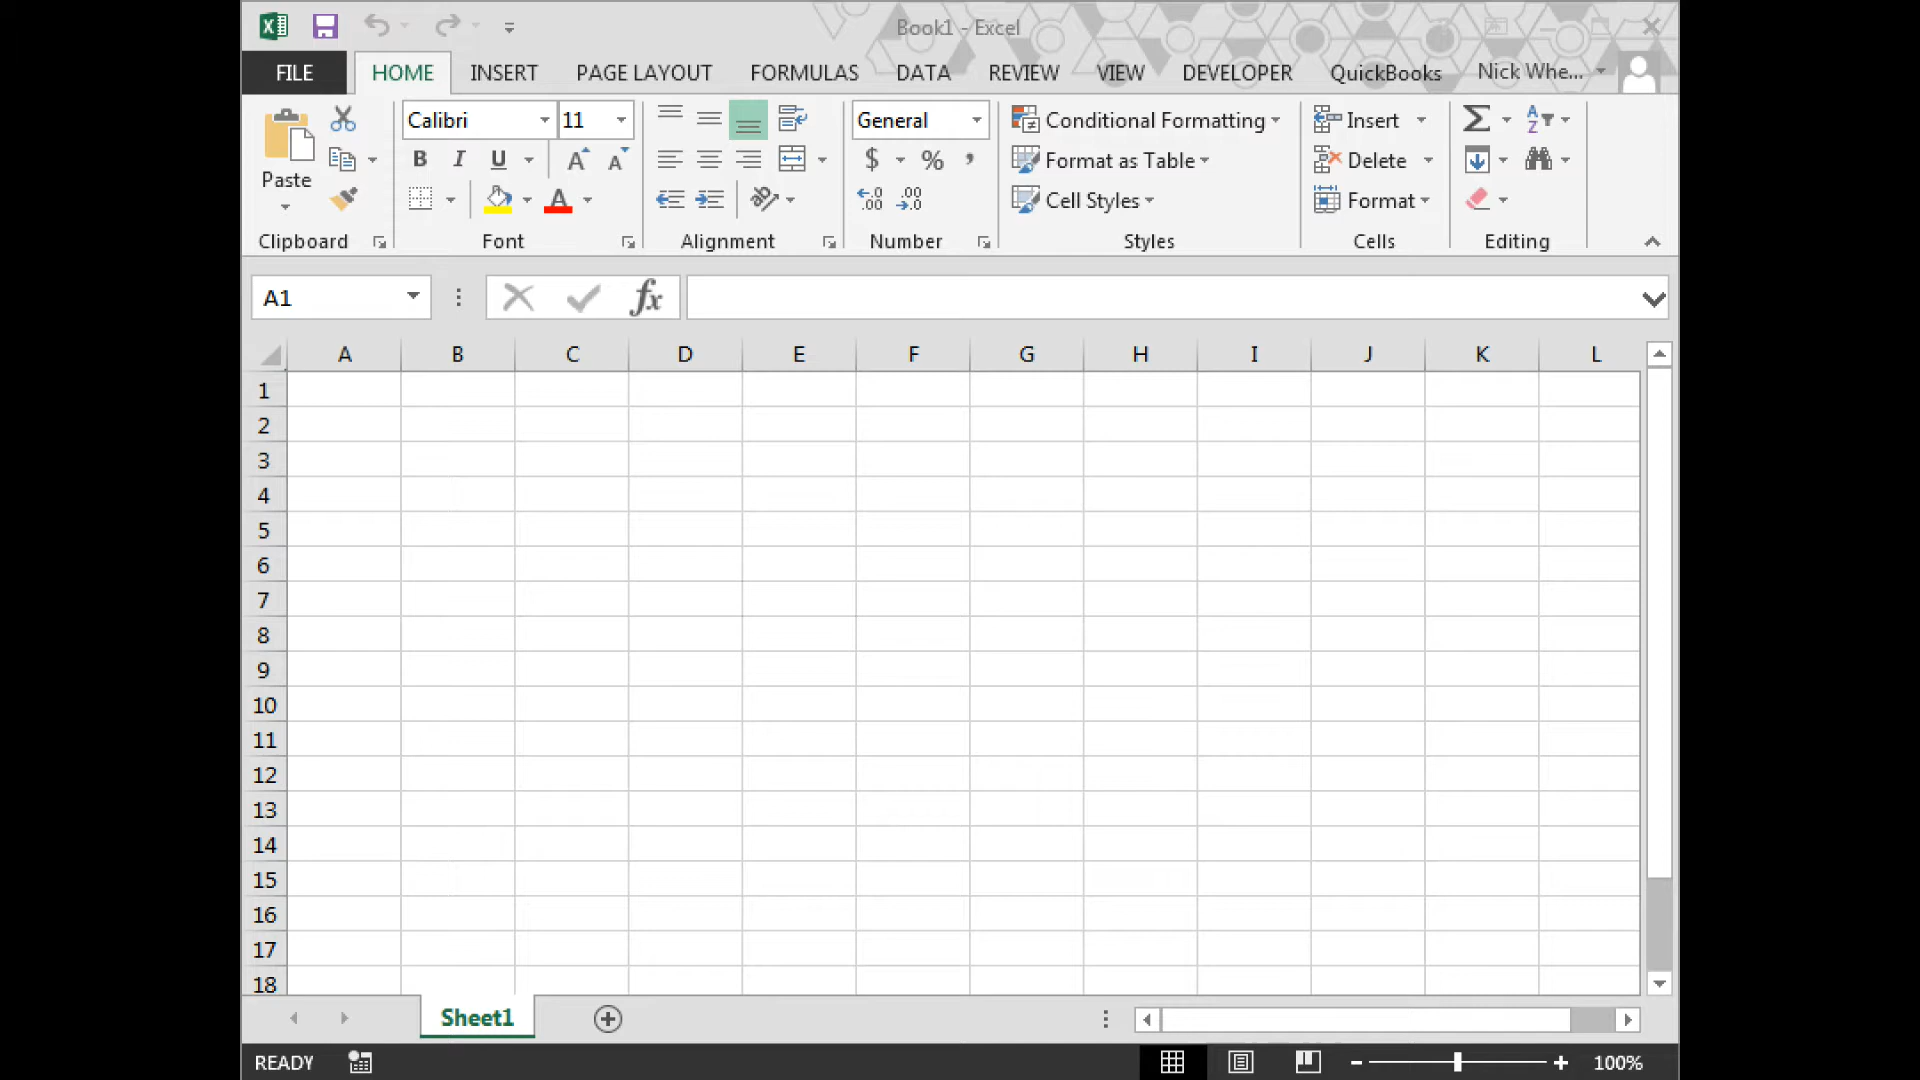 Book1 - Excel
FILE HOME INSERT PAGE LAYOUT FORMULAS DATA REVIEW VIEW DEVELOPER QuickBooks Nick Whe...
Calibri 11 General Conditional Formatting Insert
Paste B I U A A $ % , Format as Table Delete
A Cell Styles Format
Clipboard Font Alignment Number Styles Cells Editing
A1 fx
A B C D E F G H I J K L
1
2
3
4
5
6
7
8
9
10
11
12
13
14
15
16
17
18
Sheet1
READY 100%